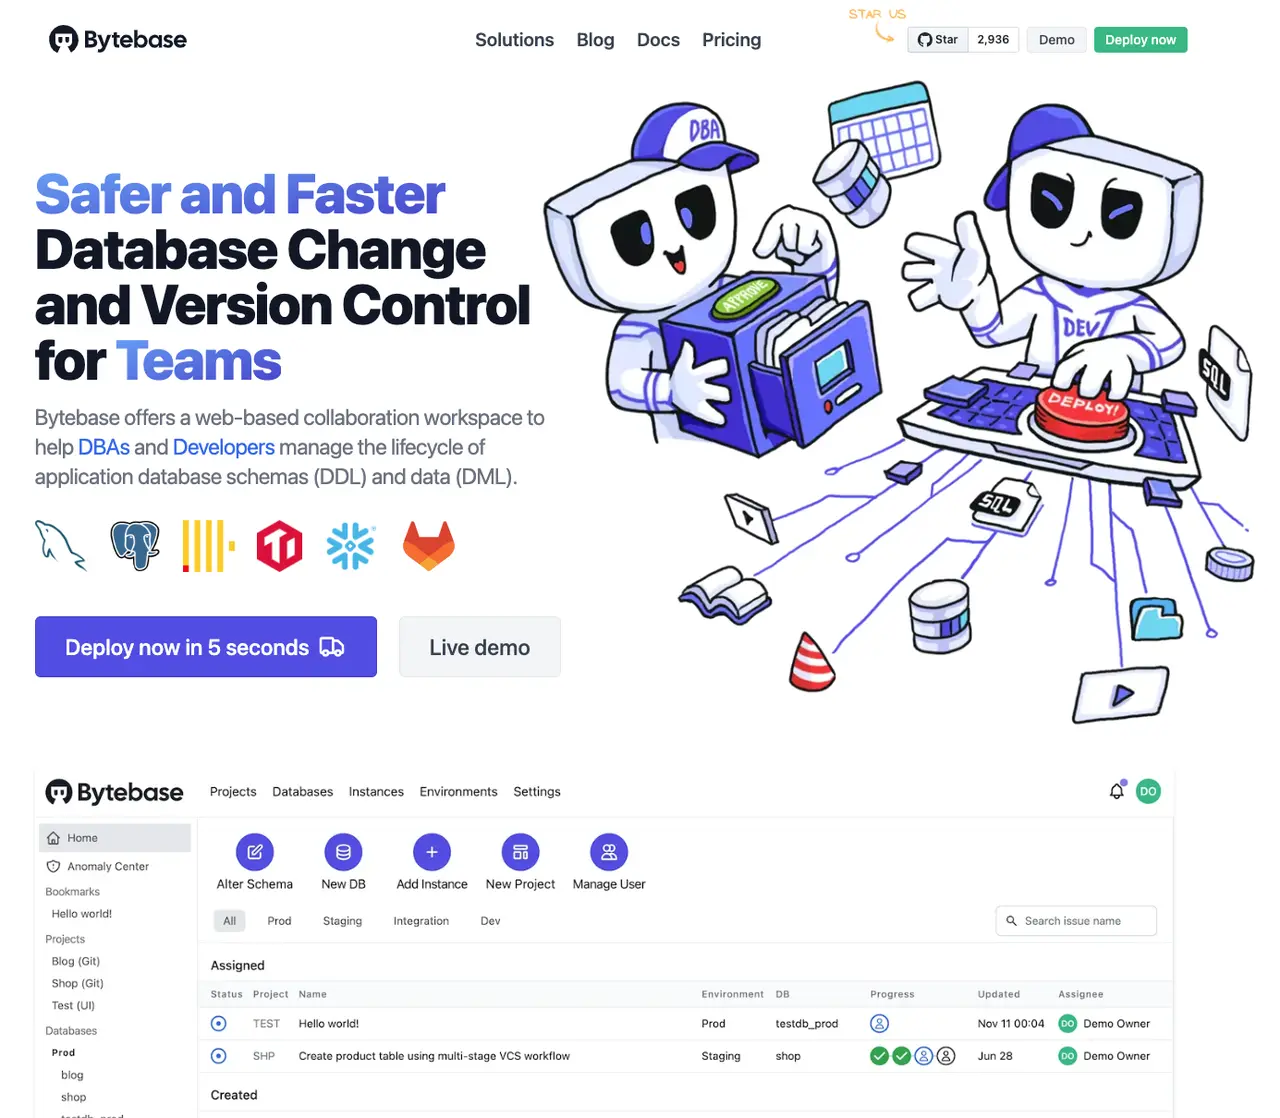 STAR US
Bytebase
Solutions Blog Docs Pricing
Star 2,936 Demo Deploy now
DBA
APPROVE
DEV
DEPLOY!
SQL
SQL
Safer and Faster
Database Change
and Version Control
for Teams
Bytebase offers a web-based collaboration workspace to
help DBAs and Developers manage the lifecycle of
application database schemas (DDL) and data (DML).
Deploy now in 5 seconds
Live demo
Bytebase
Projects Databases Instances Environments Settings
DO
Home
Anomaly Center
Bookmarks
Hello world!
Projects
Blog (Git)
Shop (Git)
Test (UI)
Databases
Prod
blog
shop
testdb_prod
Alter Schema New DB Add Instance New Project Manage User
All Prod Staging Integration Dev
Search issue name
Assigned
Status Project Name Environment DB Progress Updated Assignee
TEST Hello world! Prod testdb_prod Nov 11 00:04 DO Demo Owner
SHP Create product table using multi-stage VCS workflow Staging shop Jun 28 DO Demo Owner
Created